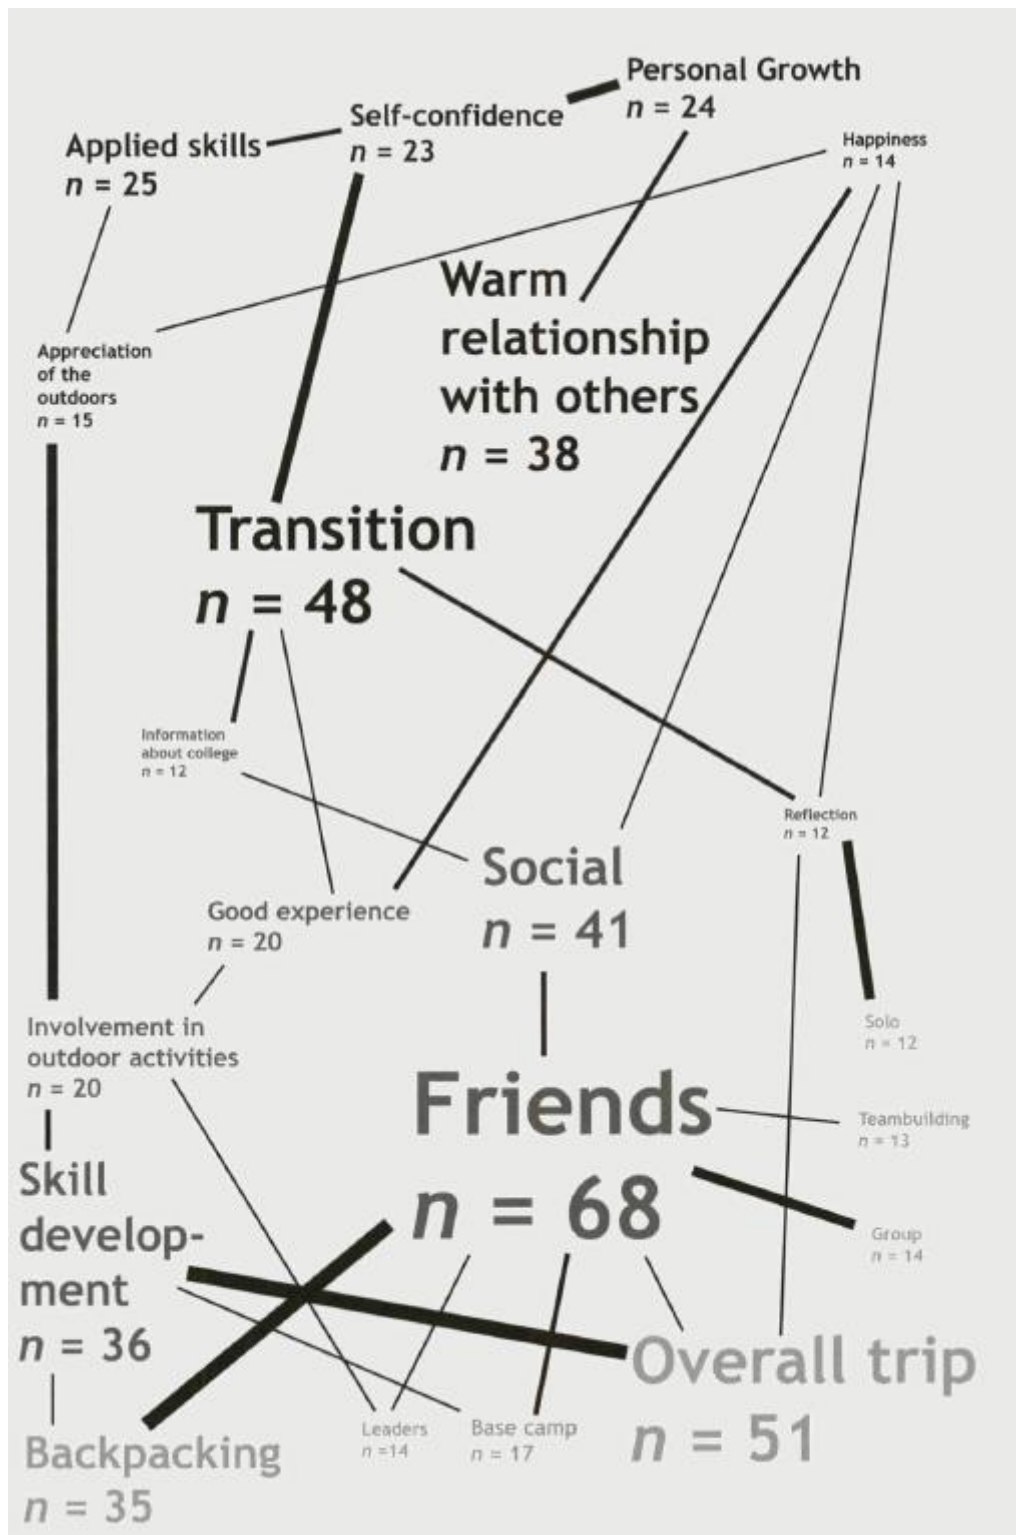 Personal Growth
n = 24
Self-confidence
n = 23
Applied skills
n = 25
Happiness
n = 14
Warm
relationship
with others
n = 38
Appreciation
of the
outdoors
n = 15
Transition
n = 48
Information
about college
n = 12
Reflection
n = 12
Social
n = 41
Good experience
n = 20
Involvement in
outdoor activities
n = 20
Solo
n = 12
Friends
n = 68
Teambuilding
n = 13
Skill
develop-
ment
n = 36
Group
n = 14
Overall trip
n = 51
Leaders
n =14
Base camp
n = 17
Backpacking
n = 35